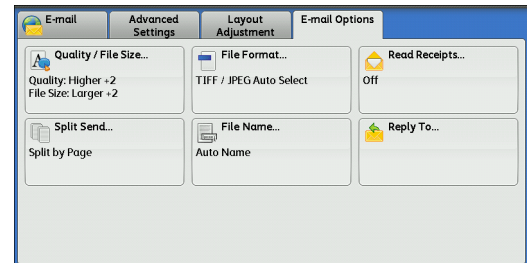 E-mail
Advanced
Settings
Layout
Adjustment
E-mail Options
Quality / File Size...
Quality: Higher +2
File Size: Larger +2
File Format...
TIFF / JPEG Auto Select
Read Receipts...
Off
Split Send...
Split by Page
File Name...
Auto Name
Reply To...